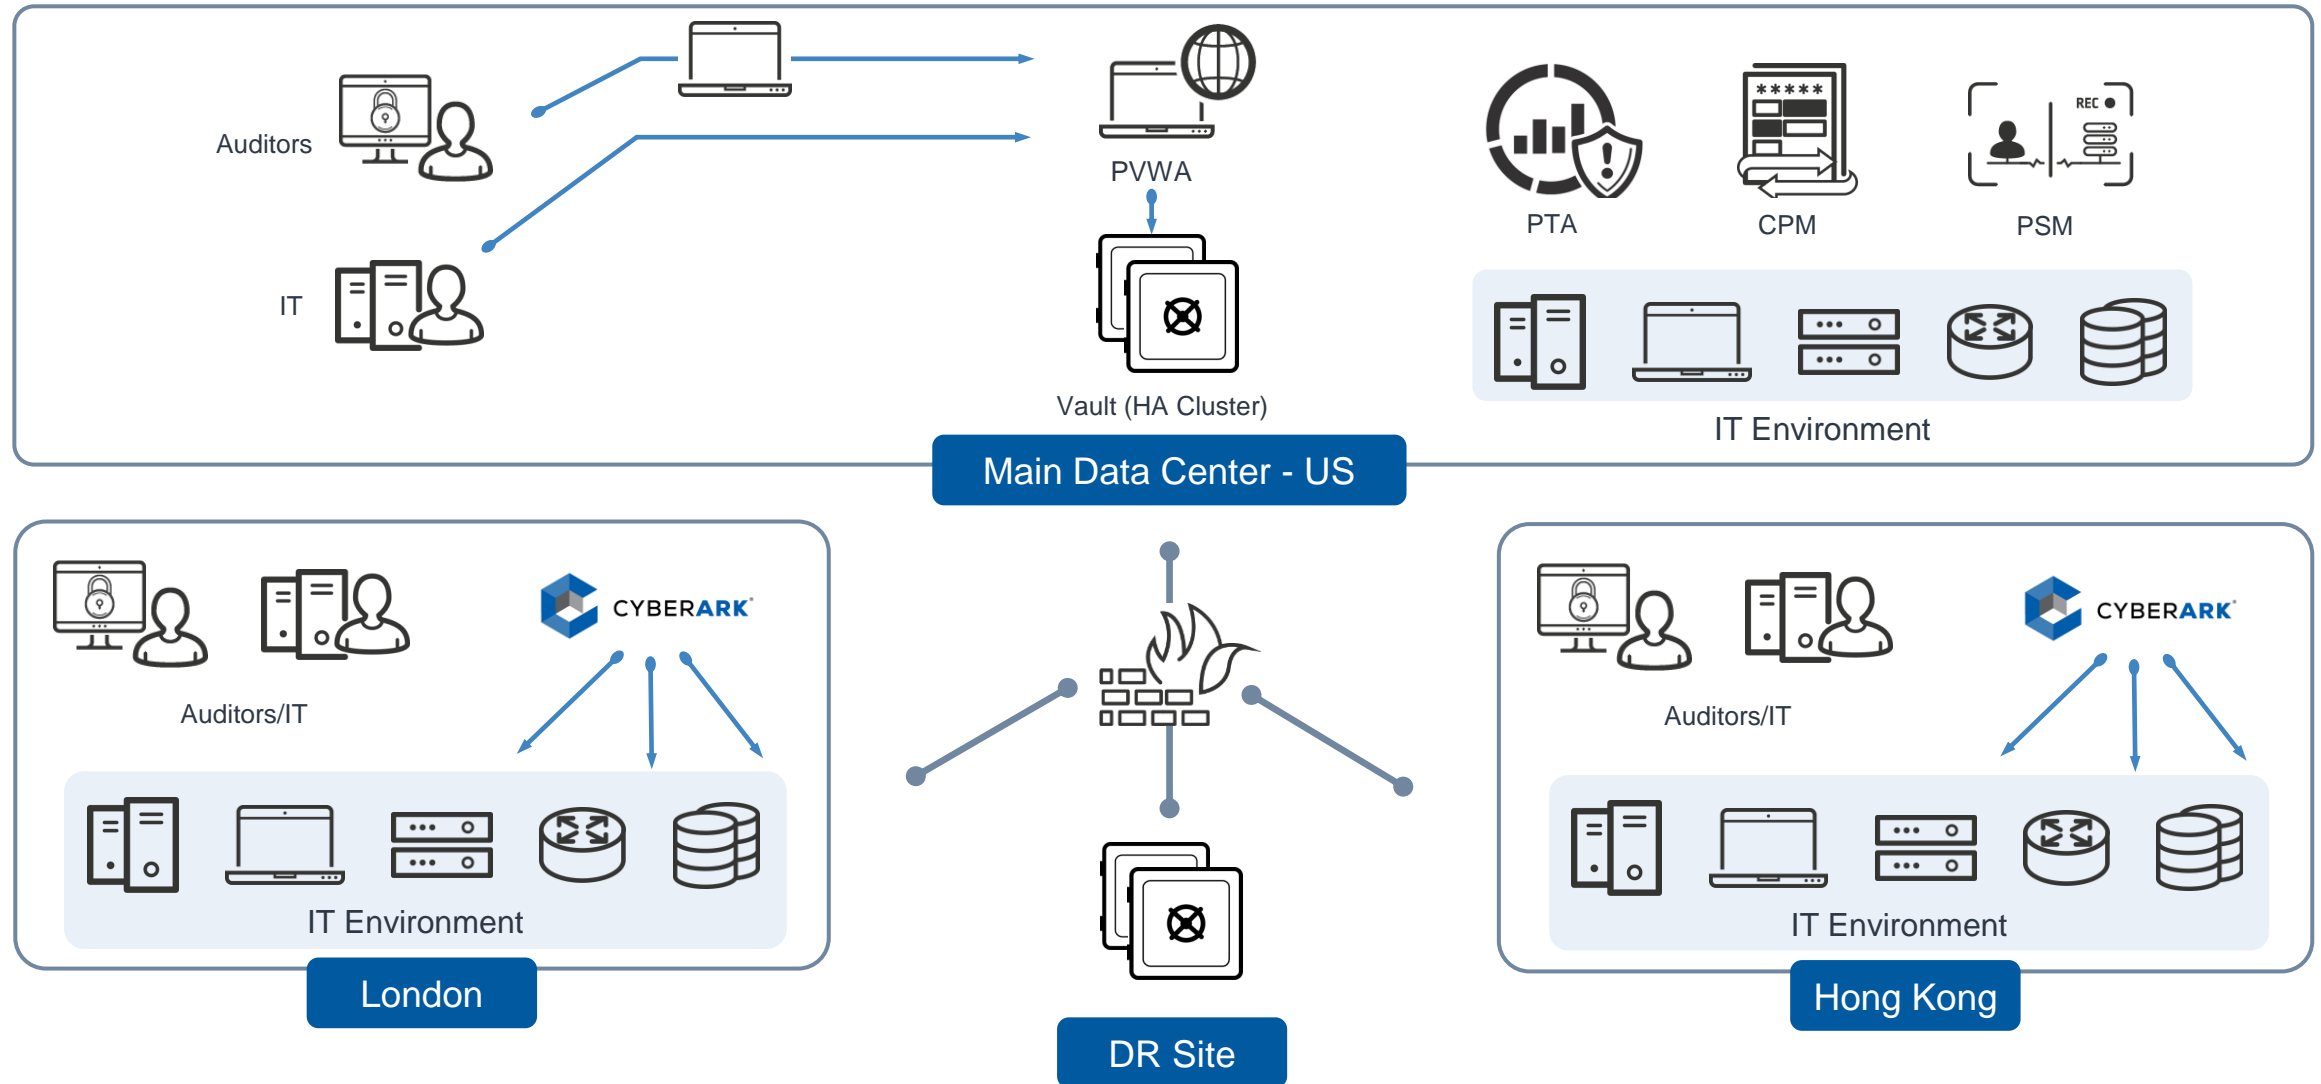 Auditors
IT
PVWA
Vault (HA Cluster)
*****
REC
PTA
CPM
PSM
IT Environment
Main Data Center - US
CYBERARK
Auditors/IT
IT Environment
London
DR Site
CYBERARK
Auditors/IT
IT Environment
Hong Kong